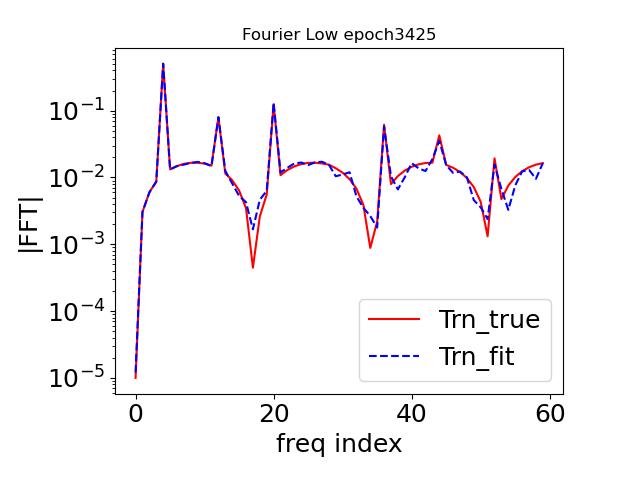 Fourier Low epoch3425
|FFT|
10⁻¹
10⁻²
10⁻³
10⁻⁴
10⁻⁵
Trn_true
Trn_fit
0 20 40 60
freq index